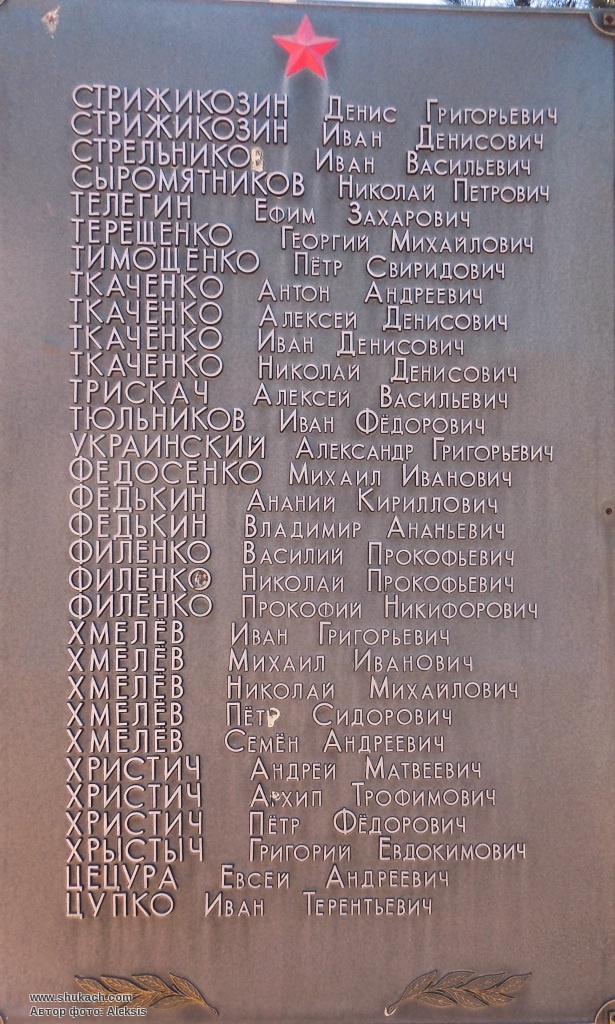 СТРИЖИКОЗИН Денис Григорьевич
СТРИЖИКОЗИН Иван Денисович
СТРЕЛЬНИКОВ Иван Васильевич
СЫРОМЯТНИКОВ Николай Петрович
ТЕЛЕГИН Ефим Захарович
ТЕРЕЩЕНКО Георгий Михайлович
ТИМОЩЕНКО Пётр Свиридович
ТКАЧЕНКО Антон Андреевич
ТКАЧЕНКО Алексей Денисович
ТКАЧЕНКО Иван Денисович
ТКАЧЕНКО Николай Денисович
ТРИСКАЧ Алексей Васильевич
ТЮЛЬНИКОВ Иван Фёдорович
УКРАИНСКИЙ Александр Григорьевич
ФЕДОСЕНКО Михаил Иванович
ФЕДЬКИН Ананий Кириллович
ФЕДЬКИН Владимир Ананьевич
ФИЛЕНКО Василий Прокофьевич
ФИЛЕНКО Николай Прокофьевич
ФИЛЕНКО Прокофий Никифорович
ХМЕЛЁВ Иван Григорьевич
ХМЕЛЁВ Михаил Иванович
ХМЕЛЁВ Николай Михайлович
ХМЕЛЁВ Пётр Сидорович
ХМЕЛЁВ Семён Андреевич
ХРИСТИЧ Андрей Матвеевич
ХРИСТИЧ Архип Трофимович
ХРИСТИЧ Пётр Фёдорович
ХРЫСТЫЧ Григорий Евдокимович
ЦЕЦУРА Евсей Андреевич
ЦУПКО Иван Терентьевич
www.shukach.com
Автор фото: Aleksis